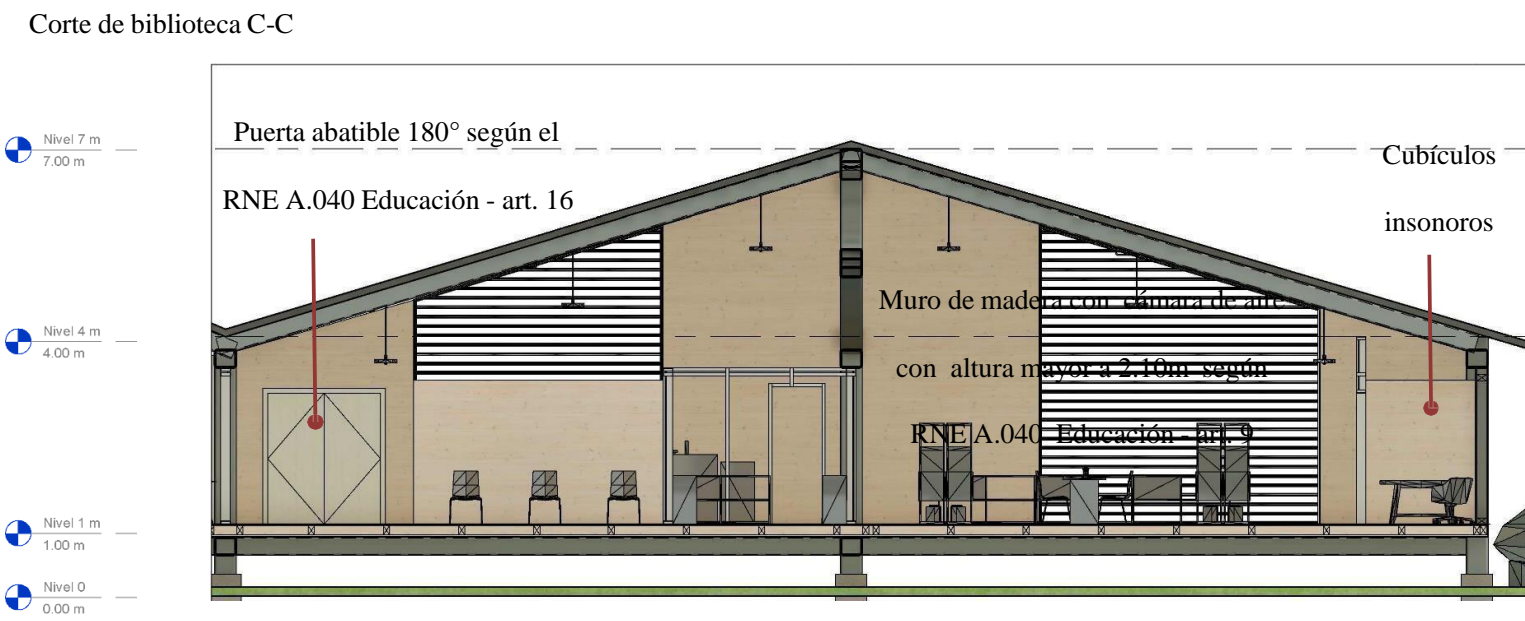 Corte de biblioteca C-C
Nivel 7 m
7.00 m
Puerta abatible 180° según el
RNE A.040 Educación - art. 16
Cubículos
insonoros
Nivel 4 m
4.00 m
Muro de madera con cámara de aire
con altura mayor a 2.10m según
RNE A.040 Educación - art. 9
Nivel 1 m
1.00 m
Nivel 0
0.00 m